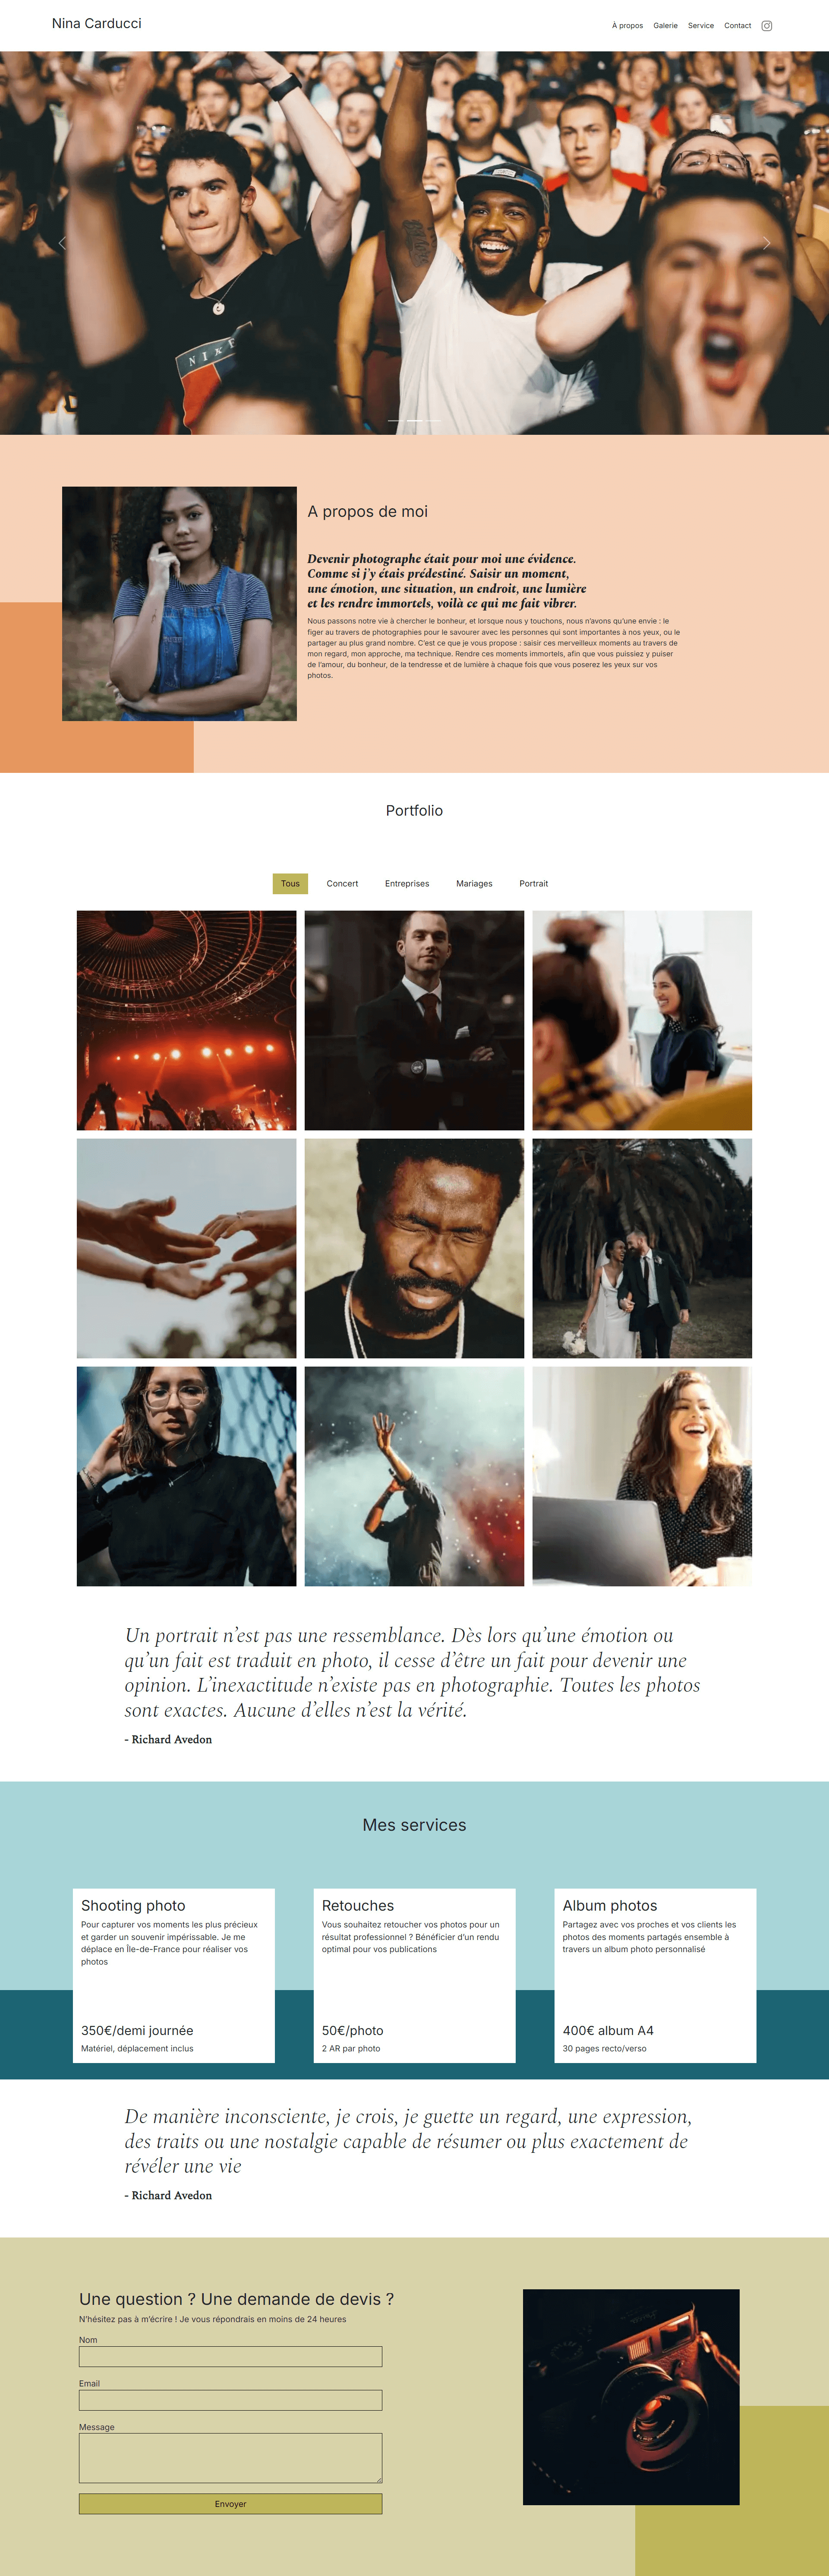 Nina Carducci
À propos Galerie Service Contact
NIKE
A propos de moi
Devenir photographe était pour moi une évidence.
Comme si j'y étais prédestiné. Saisir un moment,
une émotion, une situation, un endroit, une lumière
et les rendre immortels, voilà ce qui me fait vibrer.
Nous passons notre vie à chercher le bonheur, et lorsque nous y touchons, nous n'avons qu'une envie : le
figer au travers de photographies pour le savourer avec les personnes qui sont importantes à nos yeux, ou le
partager au plus grand nombre. C'est ce que je vous propose : saisir ces merveilleux moments au travers de
mon regard, mon approche, ma technique. Rendre ces moments immortels, afin que vous puissiez y puiser
de l'amour, du bonheur, de la tendresse et de lumière à chaque fois que vous poserez les yeux sur vos
photos.
Portfolio
Tous Concert Entreprises Mariages Portrait
Un portrait n'est pas une ressemblance. Dès lors qu'une émotion ou
qu'un fait est traduit en photo, il cesse d'être un fait pour devenir une
opinion. L'inexactitude n'existe pas en photographie. Toutes les photos
sont exactes. Aucune d'elles n'est la vérité.
- Richard Avedon
Mes services
Shooting photo
Pour capturer vos moments les plus précieux
et garder un souvenir impérissable. Je me
déplace en Île-de-France pour réaliser vos
photos
350€/demi journée
Matériel, déplacement inclus
Retouches
Vous souhaitez retoucher vos photos pour un
résultat professionnel ? Bénéficier d'un rendu
optimal pour vos publications
50€/photo
2 AR par photo
Album photos
Partagez avec vos proches et vos clients les
photos des moments partagés ensemble à
travers un album photo personnalisé
400€ album A4
30 pages recto/verso
De manière inconsciente, je crois, je guette un regard, une expression,
des traits ou une nostalgie capable de résumer ou plus exactement de
révéler une vie
- Richard Avedon
Une question ? Une demande de devis ?
N'hésitez pas à m'écrire ! Je vous répondrais en moins de 24 heures
Nom
Email
Message
Envoyer